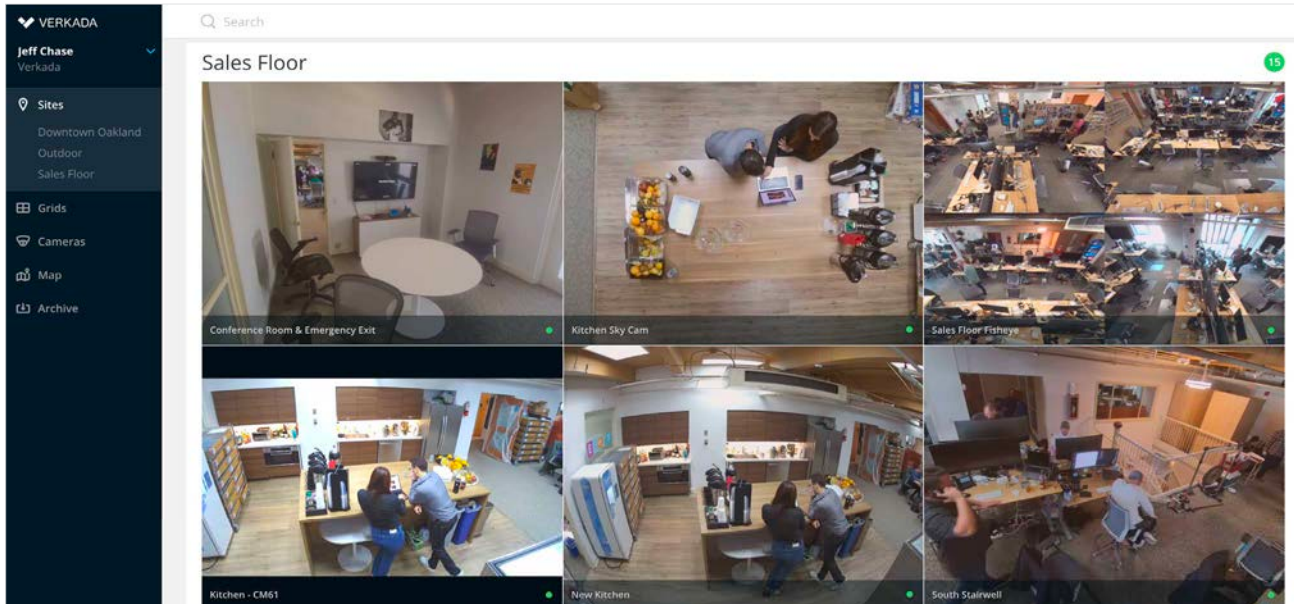 VERKADA
Jeff Chase
Verkada
Sites
Downtown Oakland
Outdoor
Sales Floor
Grids
Cameras
Map
Archive
Search
Sales Floor
15
Conference Room & Emergency Exit
Kitchen Sky Cam
Sales Floor Fisheye
Kitchen - CM61
New Kitchen
South Stairwell